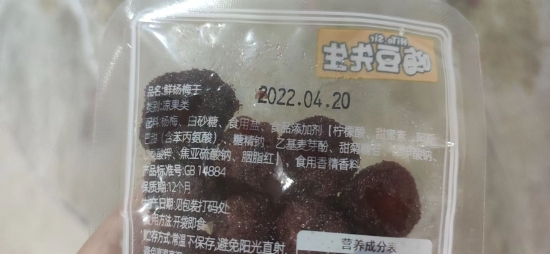 嗨豆先生
2022.04.20
品名:鲜杨梅干
类别:凉果类
配料:杨梅、白砂糖、食用盐、食品添加剂【柠檬酸、甜蜜素、
(含苯丙氨酸)、糖精钠、乙基麦芽酚、甜菊糖苷、
酸钾、焦亚硫酸钠、胭脂红】、食用香精香料
产品标准号:GB 14884
保质期:12个月
生产日期:见包装打码处
食用方法:开袋即食
贮存方式:常温下保存,避免阳光直射,
营养成分表